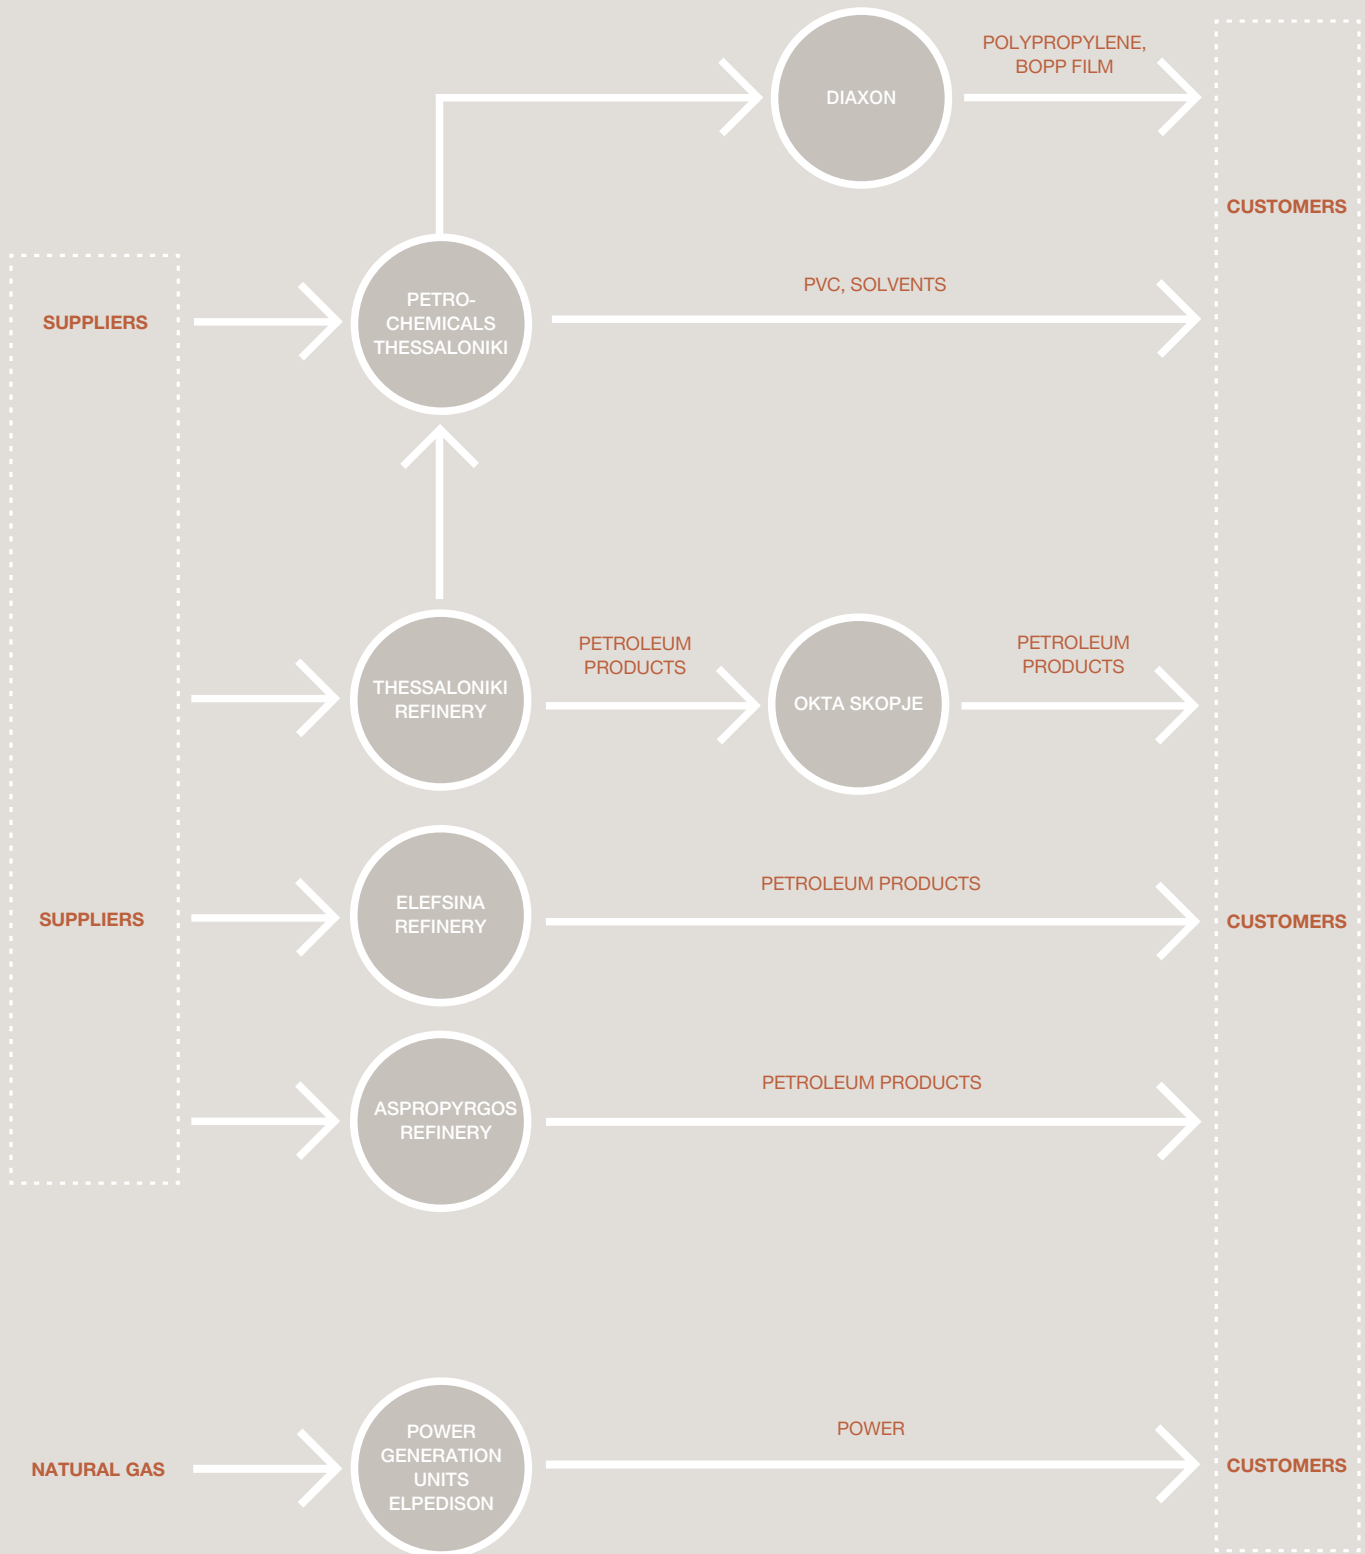 POLYPROPYLENE,
BOPP FILM
DIAXON
CUSTOMERS
SUPPLIERS
PETRO-
CHEMICALS
THESSALONIKI
PVC, SOLVENTS
THESSALONIKI
REFINERY
PETROLEUM
PRODUCTS
OKTA SKOPJE
PETROLEUM
PRODUCTS
SUPPLIERS
ELEFSINA
REFINERY
PETROLEUM PRODUCTS
CUSTOMERS
ASPROPYRGOS
REFINERY
PETROLEUM PRODUCTS
NATURAL GAS
POWER
GENERATION
UNITS
ELPEDISON
POWER
CUSTOMERS